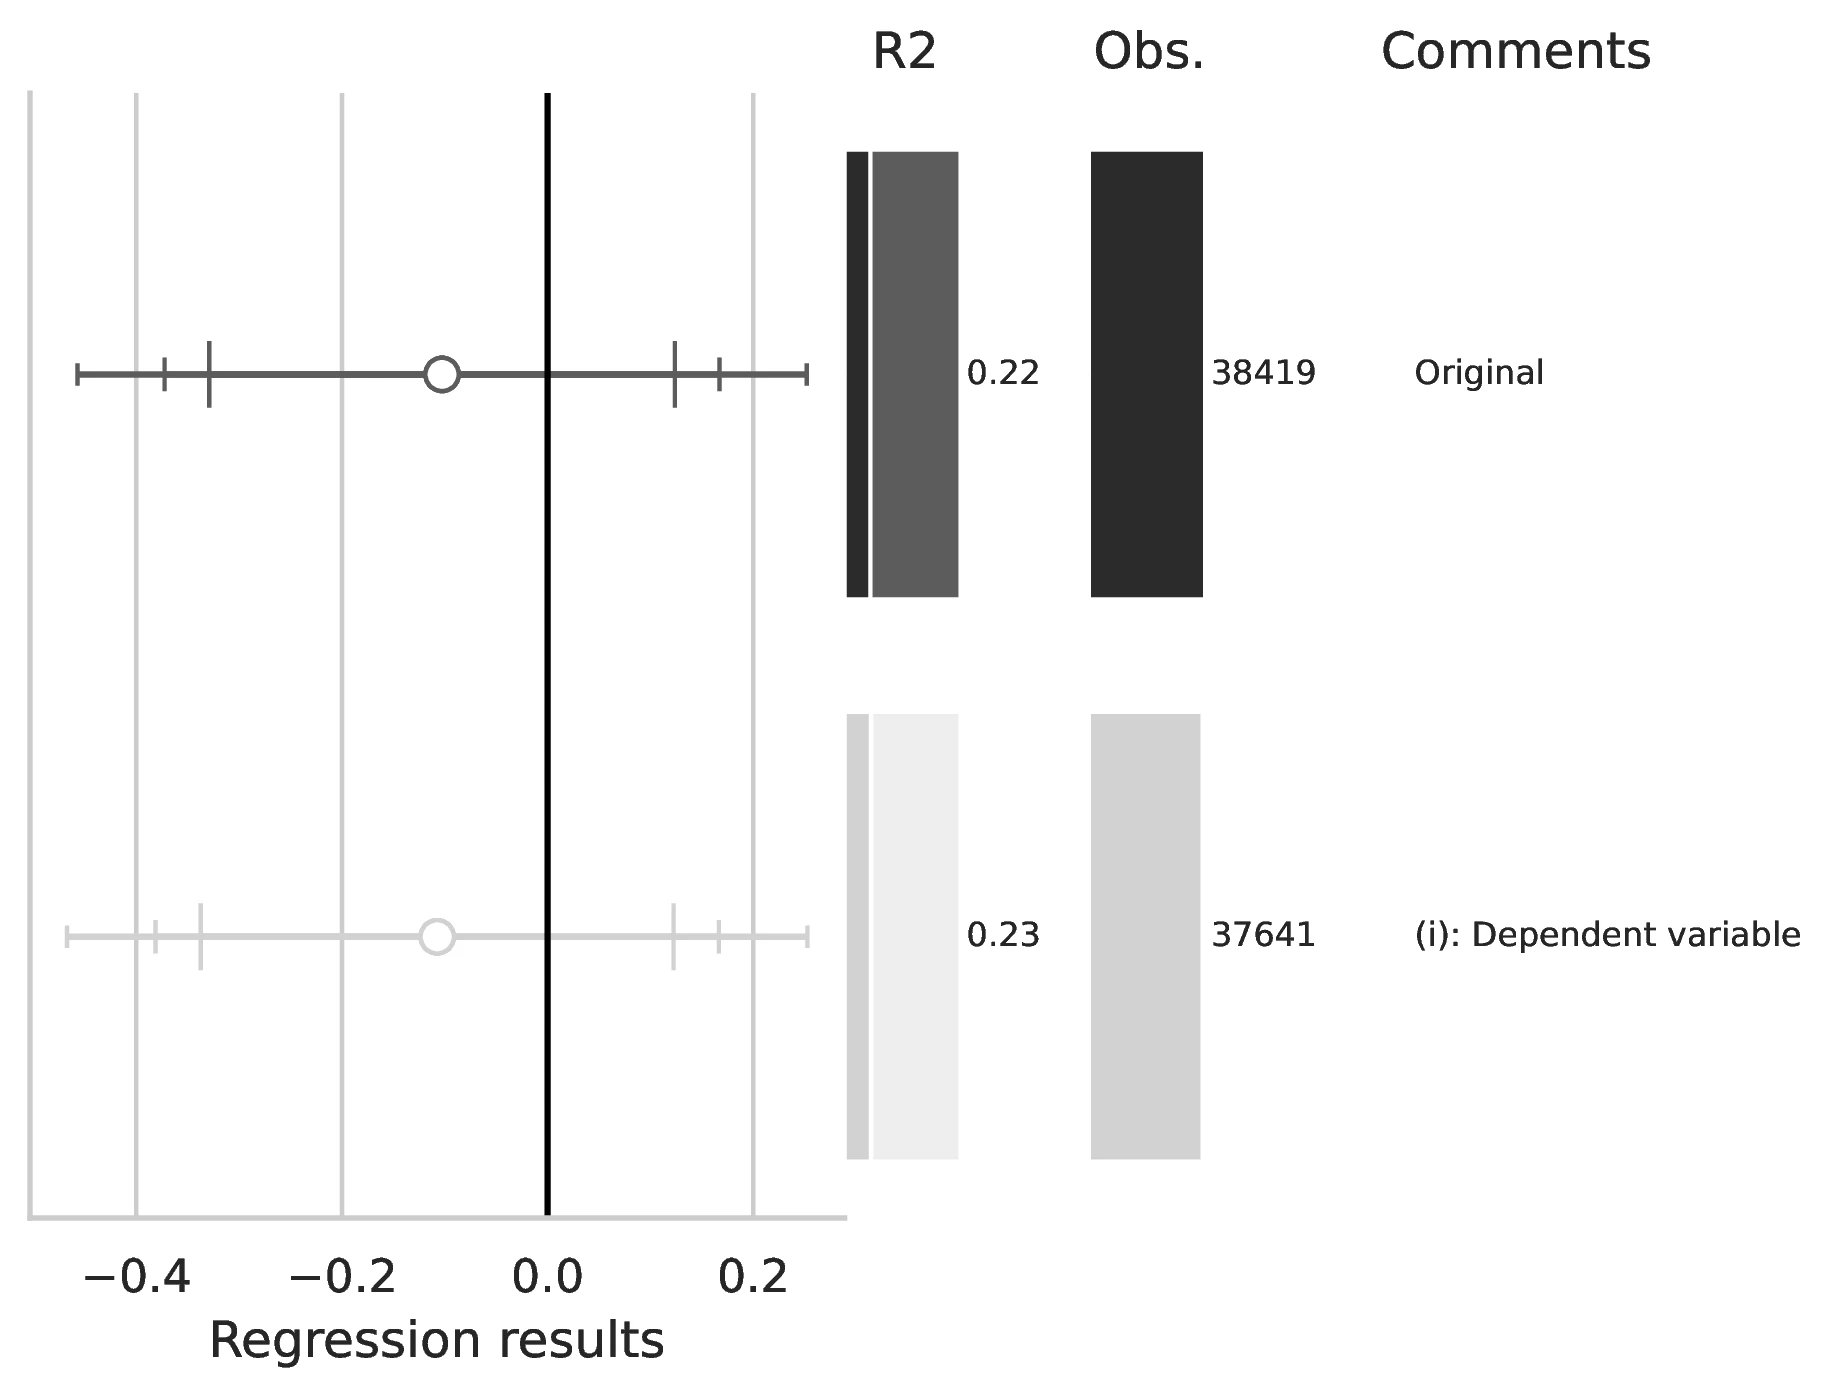 R2 Obs. Comments
0.22 38419 Original
0.23 37641 (i): Dependent variable
−0.4 −0.2 0.0 0.2
Regression results